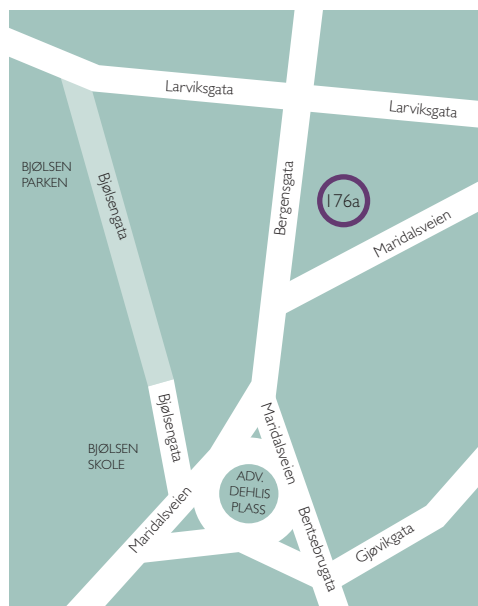 Larviksgata
Larviksgata
BJØLSEN
PARKEN
Bjølsengata
Bergensgata
176a
Maridalsveien
Bjølsengata
Maridalsveien
BJØLSEN
SKOLE
ADV.
DEHLIS
PLASS
Maridalsveien
Bentsebrugata
Gjøvikgata